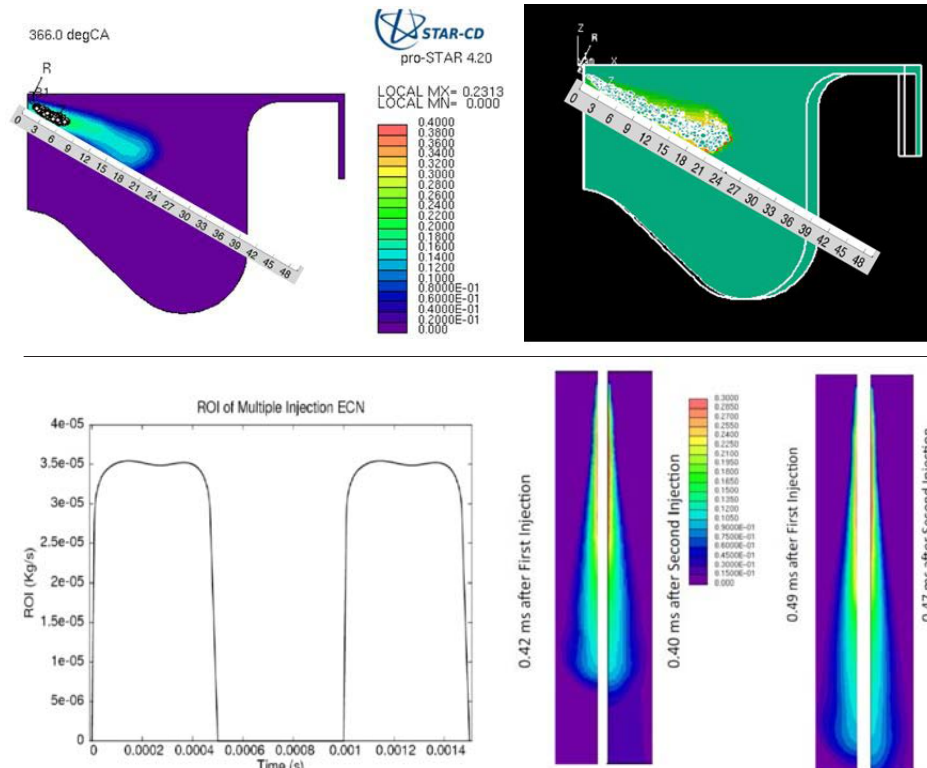 366.0 degCA
STAR-CD
pro-STAR 4.20
LOCAL MX= 0.2313
LOCAL MN= 0.000
0.4000
0.3800
0.3600
0.3400
0.3200
0.3000
0.2800
0.2600
0.2400
0.2200
0.2000
0.1800
0.1600
0.1400
0.1200
0.1000
0.8000E-01
0.6000E-01
0.4000E-01
0.2000E-01
0.000
R
0 3 6 9 12 15 18 21 24 27 30 33 36 39 42 45 48
Z
R
X
Z
0 3 6 9 12 15 18 21 24 27 30 33 36 39 42 45 48
ROI of Multiple Injection ECN
ROI (Kg/s)
4e-05
3.5e-05
3e-05
2.5e-05
2e-05
1.5e-05
1e-05
5e-06
0
0 0.0002 0.0004 0.0006 0.0008 0.001 0.0012 0.0014
Time (s)
0.42 ms after First Injection
0.40 ms after Second Injection
0.3000
0.2850
0.2700
0.2550
0.2400
0.2250
0.2100
0.1950
0.1800
0.1650
0.1500
0.1350
0.1200
0.1050
0.9000E-01
0.7500E-01
0.6000E-01
0.4500E-01
0.3000E-01
0.1500E-01
0.000
0.49 ms after First Injection
0.47 ms after Second Injection